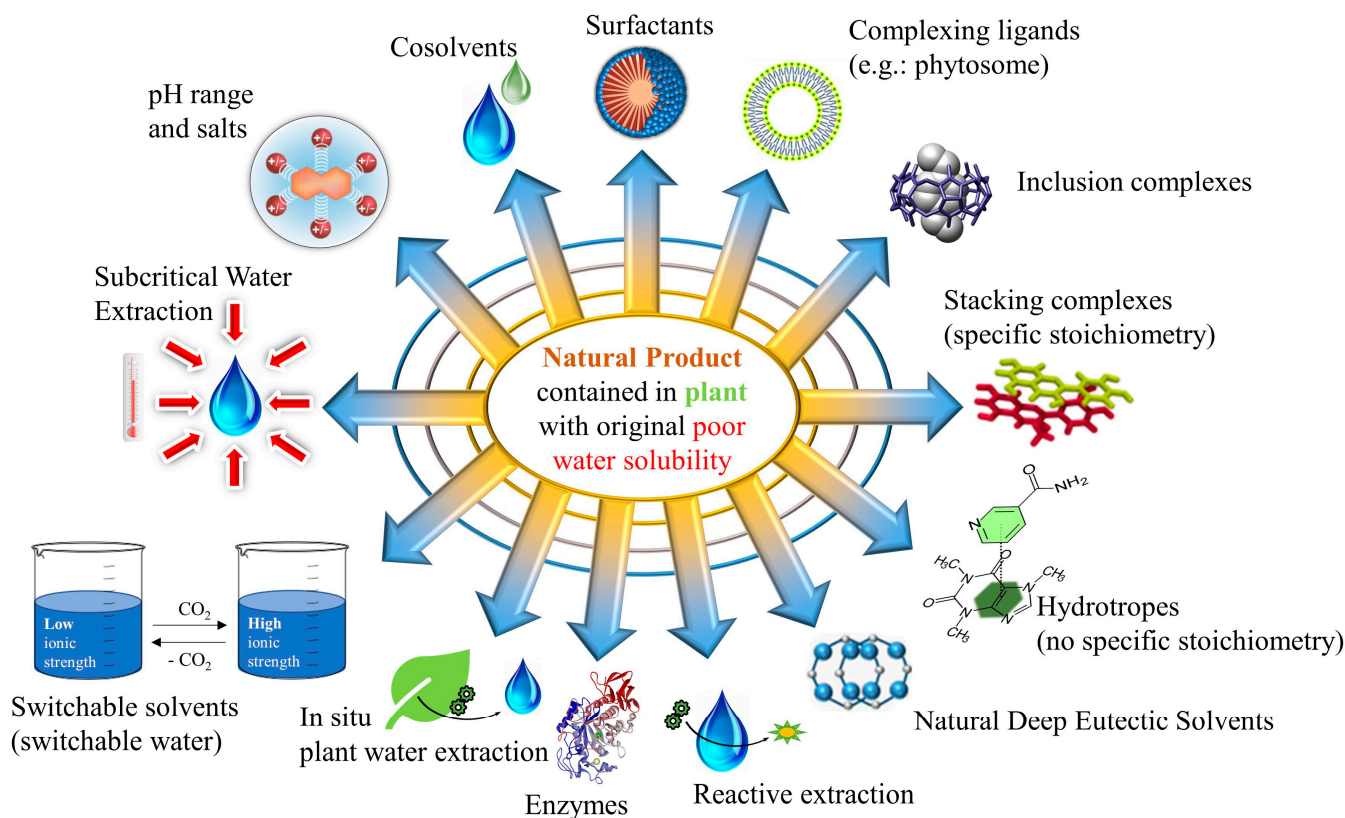 Surfactants
Cosolvents
Complexing ligands
(e.g.: phytosome)
pH range
and salts
Inclusion complexes
Subcritical Water
Extraction
Stacking complexes
(specific stoichiometry)
Natural Product
contained in plant
with original poor
water solubility
+/-
+/-
+/-
+/-
+/-
+/-
O
NH₂
N
O
H₃C
N
N
CH₃
O
N
N
CH₃
Hydrotropes
(no specific stoichiometry)
Low
ionic
strength
CO₂
- CO₂
High
ionic
strength
Switchable solvents
(switchable water)
In situ
plant water extraction
Enzymes
Reactive extraction
Natural Deep Eutectic Solvents